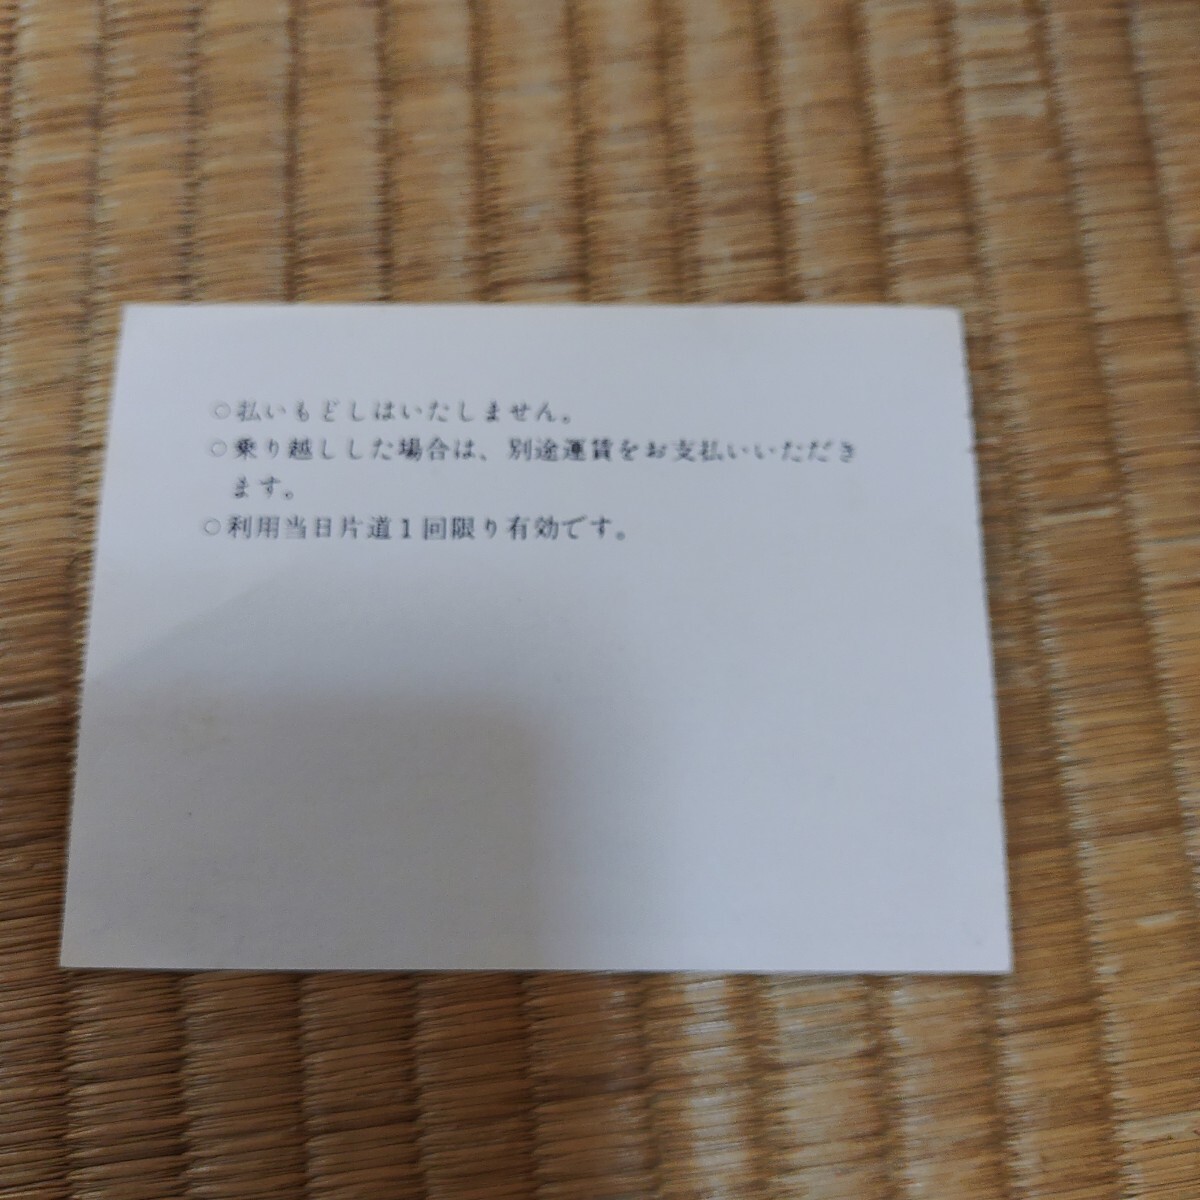 ○払いもどしはいたしません。
○乗り越しした場合は、別途運賃をお支払いいただき
ます。
○利用当日片道1回限り有効です。